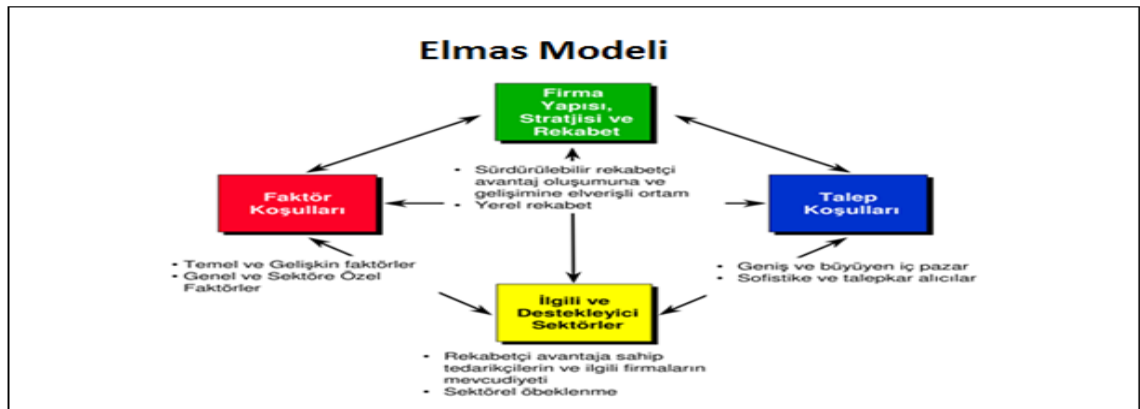 Elmas Modeli
Firma
Yapısı,
Stratjisi ve
Rekabet
• Sürdürülebilir rekabetçi
avantaj oluşumuna ve
gelişimine elverişli ortam
• Yerel rekabet
Faktör
Koşulları
Talep
Koşulları
• Temel ve Gelişkin faktörler
• Genel ve Sektöre Özel
Faktörler
• Geniş ve büyüyen iç pazar
• Sofistike ve talepkar alıcılar
İlgili ve
Destekleyici
Sektörler
• Rekabetçi avantaja sahip
tedarikçilerin ve ilgili firmaların
mevcudiyeti
• Sektörel öbeklenme